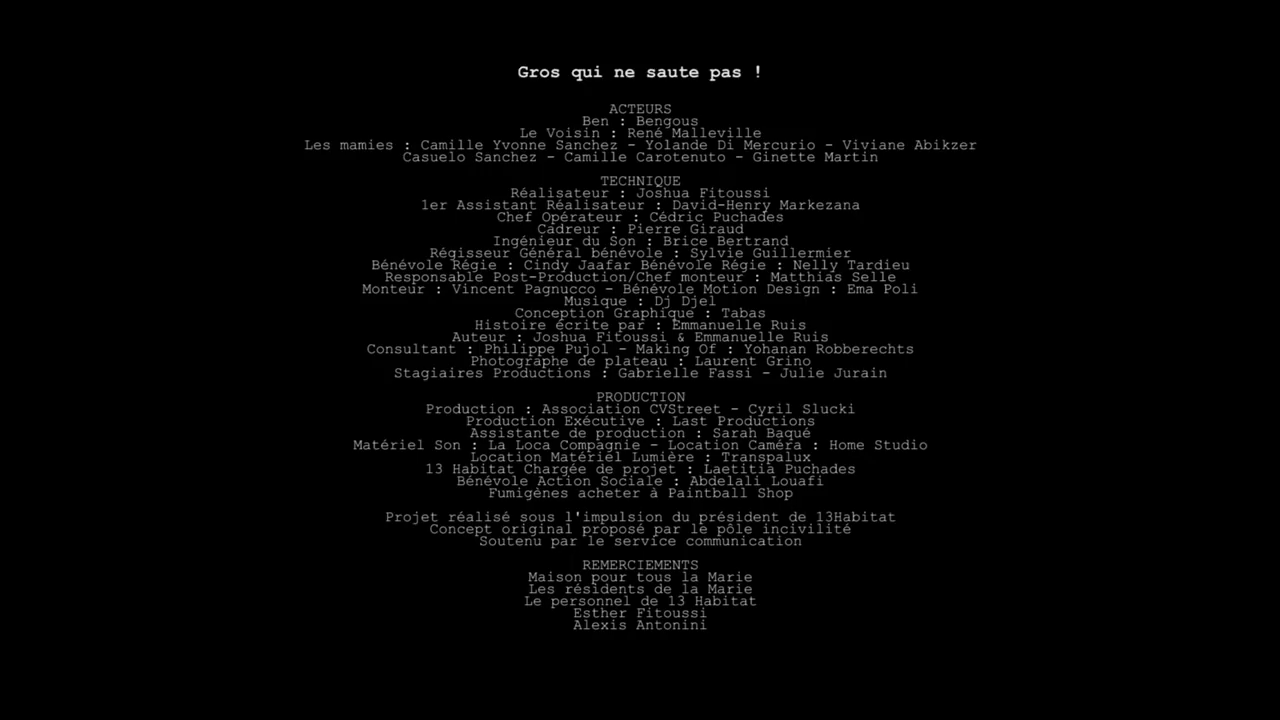 Gros qui ne saute pas !
ACTEURS
Ben : Bengous
Le Voisin : René Malleville
Les mamies : Camille Yvonne Sanchez - Yolande Di Mercurio - Viviane Abikzer
Casuelo Sanchez - Camille Carotenuto - Ginette Martin
TECHNIQUE
Réalisateur : Joshua Fitoussi
1er Assistant Réalisateur : David-Henry Markezana
Chef Opérateur : Cédric Puchades
Cadreur : Pierre Giraud
Ingénieur du Son : Brice Bertrand
Régisseur Général bénévole : Sylvie Guillermier
Bénévole Régie : Cindy Jaafar Bénévole Régie : Nelly Tardieu
Responsable Post-Production/Chef monteur : Matthias Selle
Monteur : Vincent Pagnucco - Bénévole Motion Design : Ema Poli
Musique : Dj Djel
Conception Graphique : Tabas
Histoire écrite par : Emmanuelle Ruis
Auteur : Joshua Fitoussi & Emmanuelle Ruis
Consultant : Philippe Pujol - Making Of : Yohanan Robberechts
Photographe de plateau : Laurent Grino
Stagiaires Productions : Gabrielle Fassi - Julie Jurain
PRODUCTION
Production : Association CVStreet - Cyril Slucki
Production Exécutive : Last Productions
Assistante de production : Sarah Baqué
Matériel Son : La Loca Compagnie - Location Caméra : Home Studio
Location Matériel Lumière : Transpalux
13 Habitat Chargée de projet : Laetitia Puchades
Bénévole Action Sociale : Abdelali Louafi
Fumigènes acheter à Paintball Shop
Projet réalisé sous l'impulsion du président de 13Habitat
Concept original proposé par le pôle incivilité
Soutenu par le service communication
REMERCIEMENTS
Maison pour tous la Marie
Les résidents de la Marie
Le personnel de 13 Habitat
Esther Fitoussi
Alexis Antonini